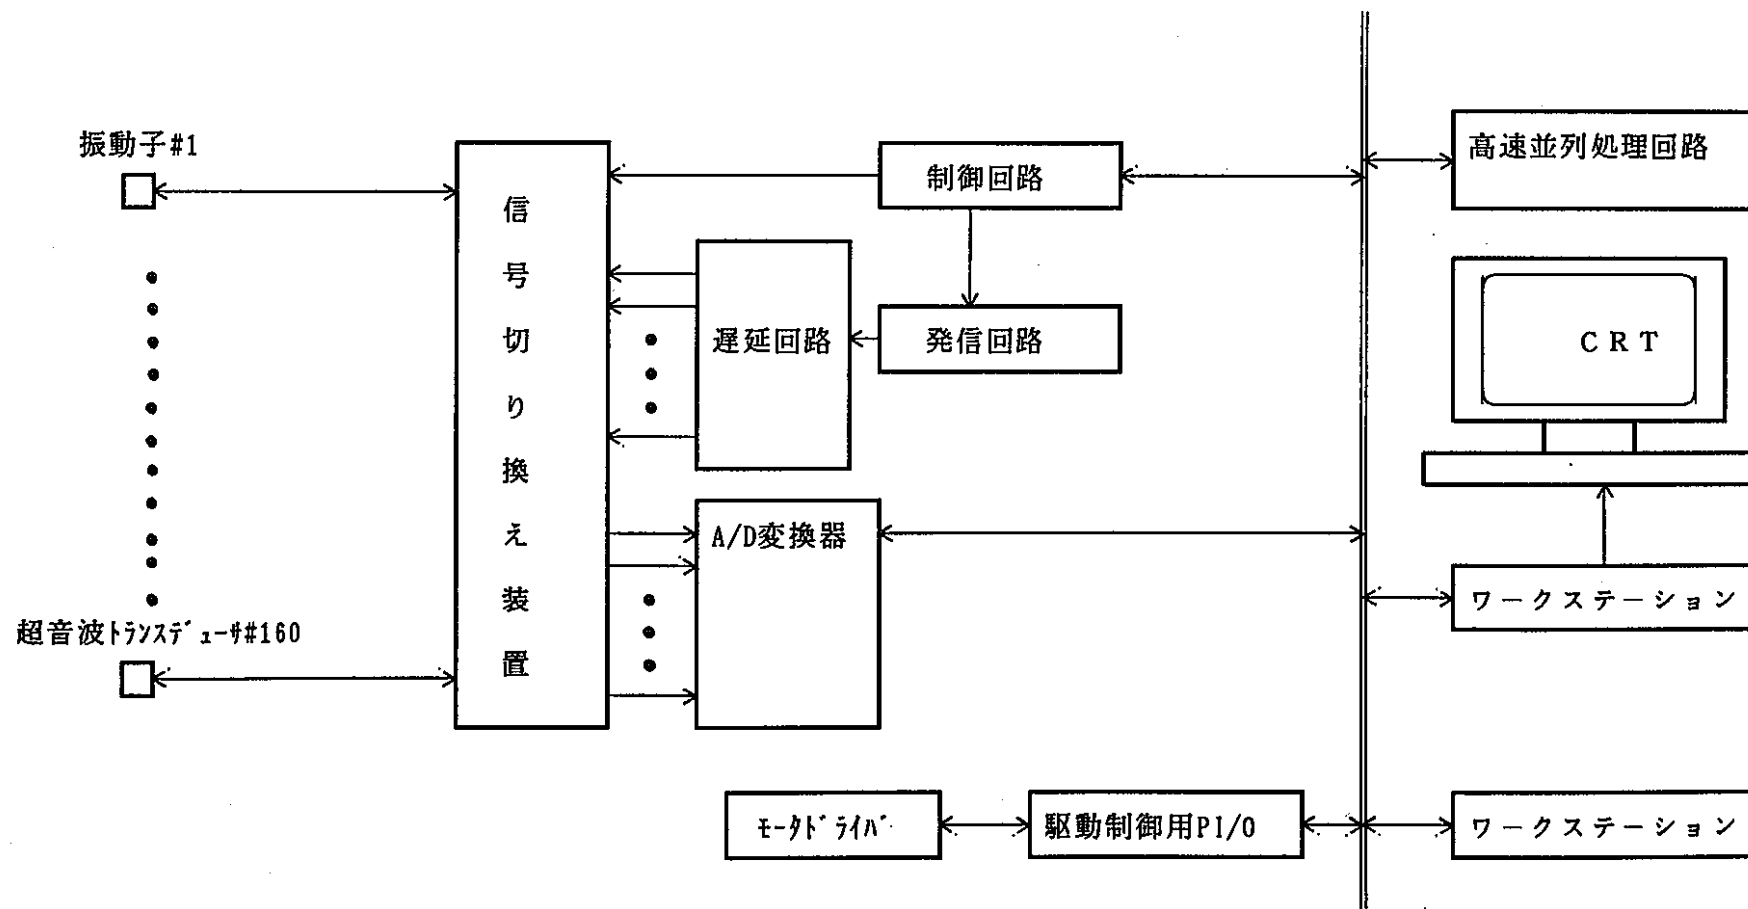 振動子#1
信号切り換え装置
制御回路
高速並列処理回路
遅延回路
発信回路
CRT
A/D変換器
ワークステーション
超音波トランスデューサ#160
モータドライバ
駆動制御用PI/O
ワークステーション